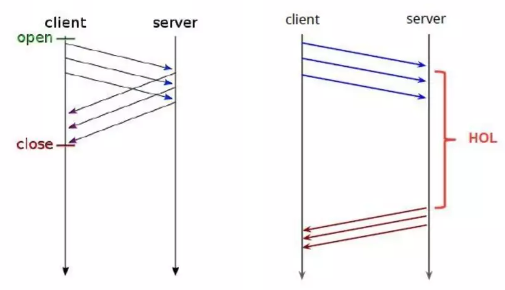 client server
open
close
client server
HOL